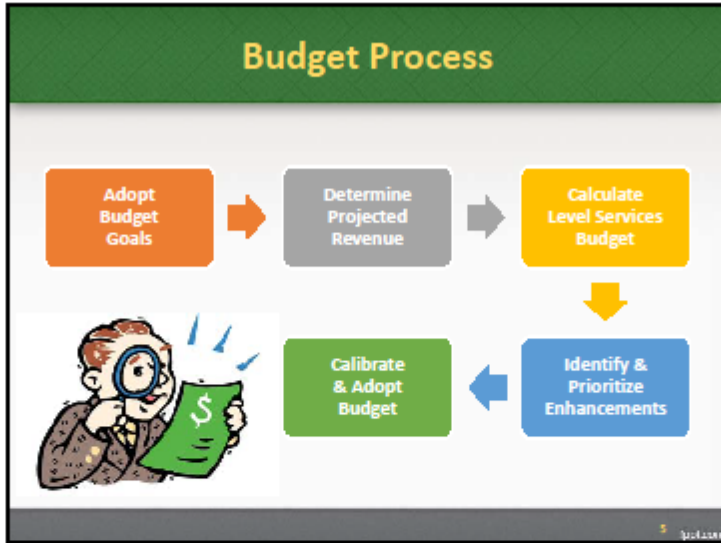 Budget Process
Adopt
Budget
Goals
Determine
Projected
Revenue
Calculate
Level Services
Budget
Identify &
Prioritize
Enhancements
Calibrate
& Adopt
Budget
$
5